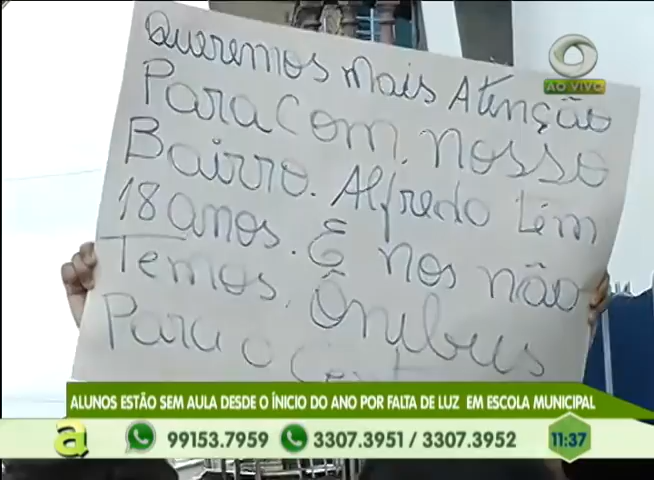 Queremos mais Atenção
Para com nosso
Bairro. Alfredo tem
18 anos. E nos não
Temos. Ônibus
Para o
AO VIVO
ALUNOS ESTÃO SEM AULA DESDE O ÍNICIO DO ANO POR FALTA DE LUZ EM ESCOLA MUNICIPAL
a 99153.7959 3307.3951 / 3307.3952 11:37